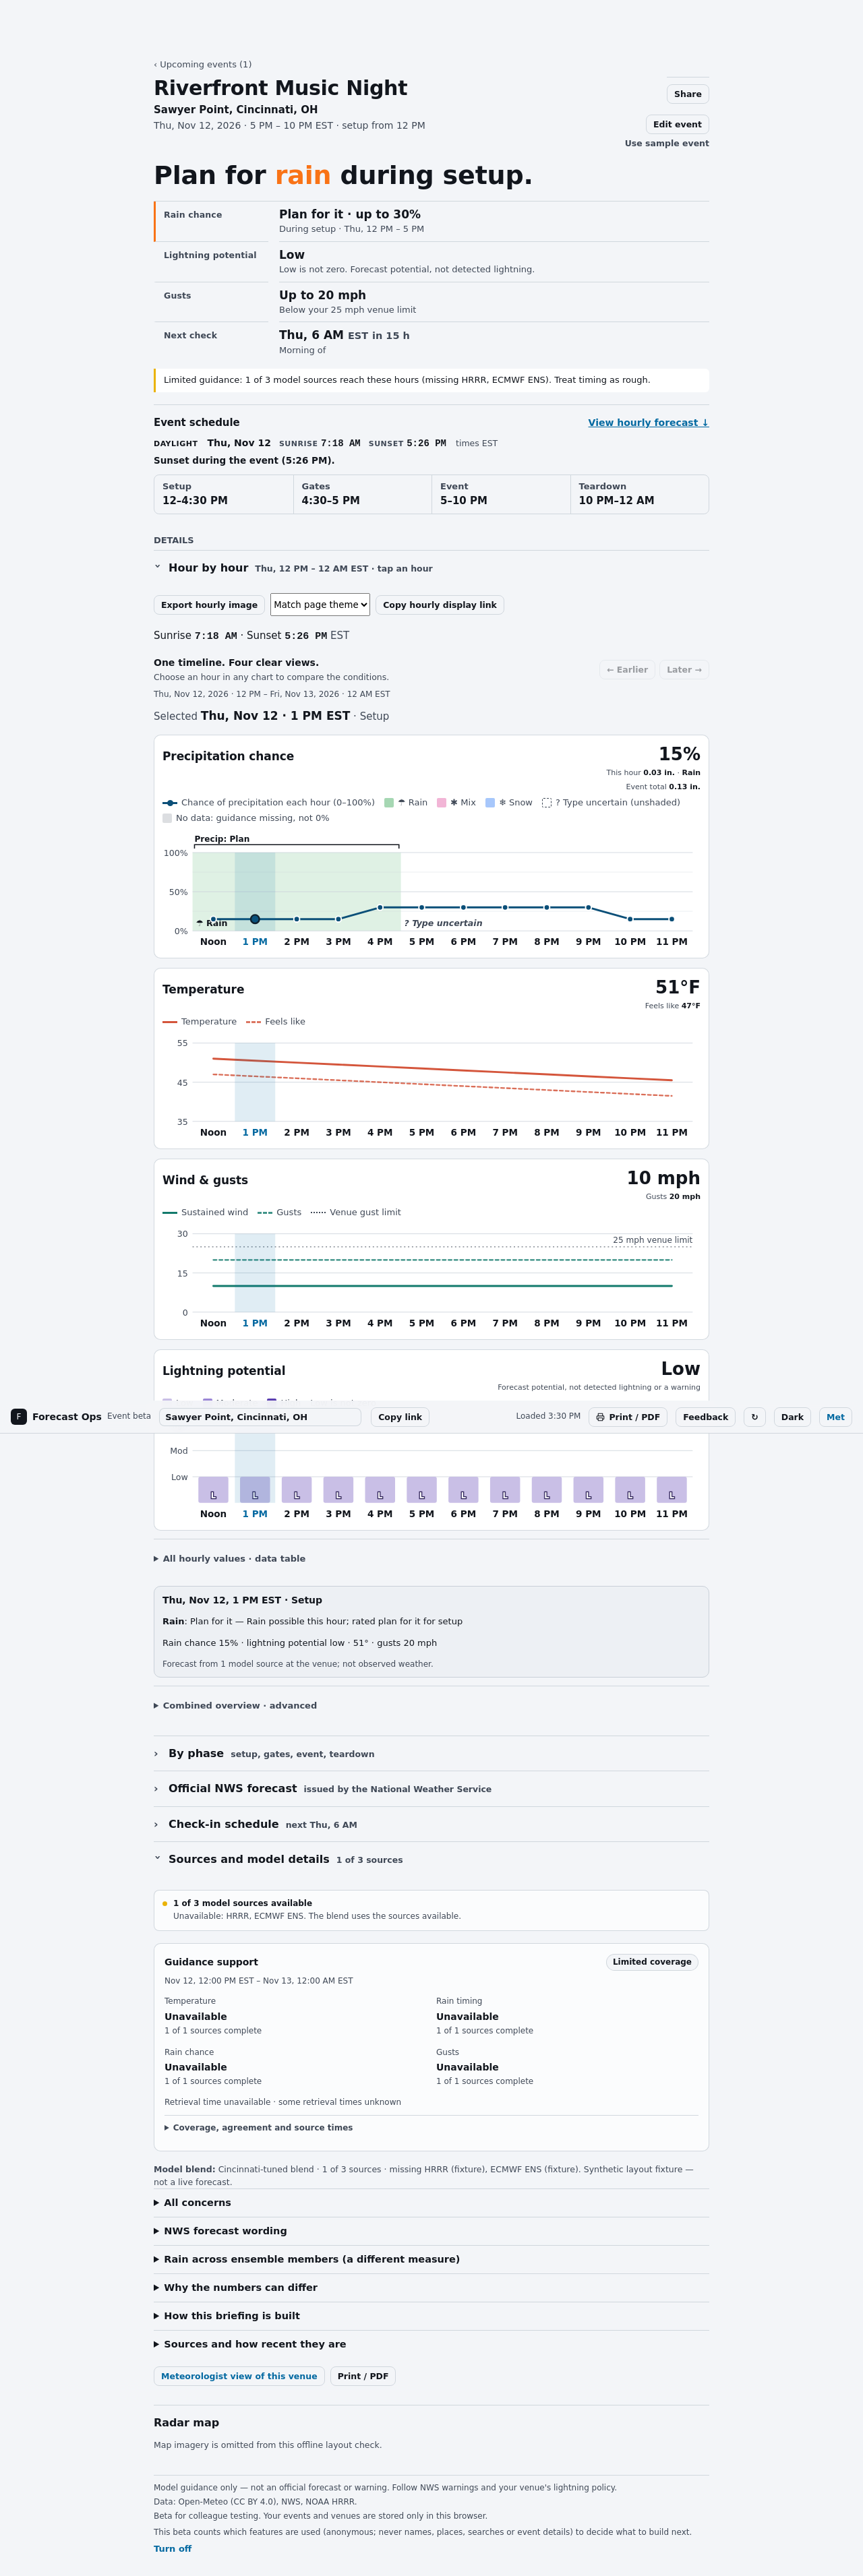 ‹ Upcoming events (1)
Riverfront Music Night
Sawyer Point, Cincinnati, OH
Thu, Nov 12, 2026 · 5 PM – 10 PM EST · setup from 12 PM
Share
Edit event
Use sample event
Plan for rain during setup.
Rain chance
Plan for it · up to 30%
During setup · Thu, 12 PM – 5 PM
Lightning potential
Low
Low is not zero. Forecast potential, not detected lightning.
Gusts
Up to 20 mph
Below your 25 mph venue limit
Next check
Thu, 6 AM EST in 15 h
Morning of
Limited guidance: 1 of 3 model sources reach these hours (missing HRRR, ECMWF ENS). Treat timing as rough.
Event schedule
View hourly forecast ↓
DAYLIGHT Thu, Nov 12 SUNRISE 7:18 AM SUNSET 5:26 PM times EST
Sunset during the event (5:26 PM).
Setup
12–4:30 PM
Gates
4:30–5 PM
Event
5–10 PM
Teardown
10 PM–12 AM
DETAILS
Hour by hour Thu, 12 PM – 12 AM EST · tap an hour
Export hourly image
Match page theme
Copy hourly display link
Sunrise 7:18 AM · Sunset 5:26 PM EST
One timeline. Four clear views.
Choose an hour in any chart to compare the conditions.
← Earlier
Later →
Thu, Nov 12, 2026 · 12 PM – Fri, Nov 13, 2026 · 12 AM EST
Selected Thu, Nov 12 · 1 PM EST · Setup
Precipitation chance
15%
This hour 0.03 in. · Rain
Event total 0.13 in.
Chance of precipitation each hour (0–100%) ☂ Rain ✱ Mix ❄ Snow ? Type uncertain (unshaded)
No data: guidance missing, not 0%
Precip: Plan
100%
50%
0%
☂ Rain
? Type uncertain
Noon 1 PM 2 PM 3 PM 4 PM 5 PM 6 PM 7 PM 8 PM 9 PM 10 PM 11 PM
Temperature
51°F
Feels like 47°F
Temperature Feels like
55
45
35
Noon 1 PM 2 PM 3 PM 4 PM 5 PM 6 PM 7 PM 8 PM 9 PM 10 PM 11 PM
Wind & gusts
10 mph
Gusts 20 mph
Sustained wind Gusts Venue gust limit
30
25 mph venue limit
15
0
Noon 1 PM 2 PM 3 PM 4 PM 5 PM 6 PM 7 PM 8 PM 9 PM 10 PM 11 PM
Lightning potential
Low
Forecast potential, not detected lightning or a warning
F Forecast Ops Event beta
Sawyer Point, Cincinnati, OH
Copy link
Loaded 3:30 PM
Print / PDF
Feedback
↻
Dark
Met
Mod
Low
L L L L L L L L L L L L
Noon 1 PM 2 PM 3 PM 4 PM 5 PM 6 PM 7 PM 8 PM 9 PM 10 PM 11 PM
All hourly values · data table
Thu, Nov 12, 1 PM EST · Setup
Rain: Plan for it — Rain possible this hour; rated plan for it for setup
Rain chance 15% · lightning potential low · 51° · gusts 20 mph
Forecast from 1 model source at the venue; not observed weather.
Combined overview · advanced
By phase setup, gates, event, teardown
Official NWS forecast issued by the National Weather Service
Check-in schedule next Thu, 6 AM
Sources and model details 1 of 3 sources
1 of 3 model sources available
Unavailable: HRRR, ECMWF ENS. The blend uses the sources available.
Guidance support
Limited coverage
Nov 12, 12:00 PM EST – Nov 13, 12:00 AM EST
Temperature
Unavailable
1 of 1 sources complete
Rain timing
Unavailable
1 of 1 sources complete
Rain chance
Unavailable
1 of 1 sources complete
Gusts
Unavailable
1 of 1 sources complete
Retrieval time unavailable · some retrieval times unknown
Coverage, agreement and source times
Model blend: Cincinnati-tuned blend · 1 of 3 sources · missing HRRR (fixture), ECMWF ENS (fixture). Synthetic layout fixture —
not a live forecast.
All concerns
NWS forecast wording
Rain across ensemble members (a different measure)
Why the numbers can differ
How this briefing is built
Sources and how recent they are
Meteorologist view of this venue
Print / PDF
Radar map
Map imagery is omitted from this offline layout check.
Model guidance only — not an official forecast or warning. Follow NWS warnings and your venue's lightning policy.
Data: Open-Meteo (CC BY 4.0), NWS, NOAA HRRR.
Beta for colleague testing. Your events and venues are stored only in this browser.
This beta counts which features are used (anonymous; never names, places, searches or event details) to decide what to build next.
Turn off